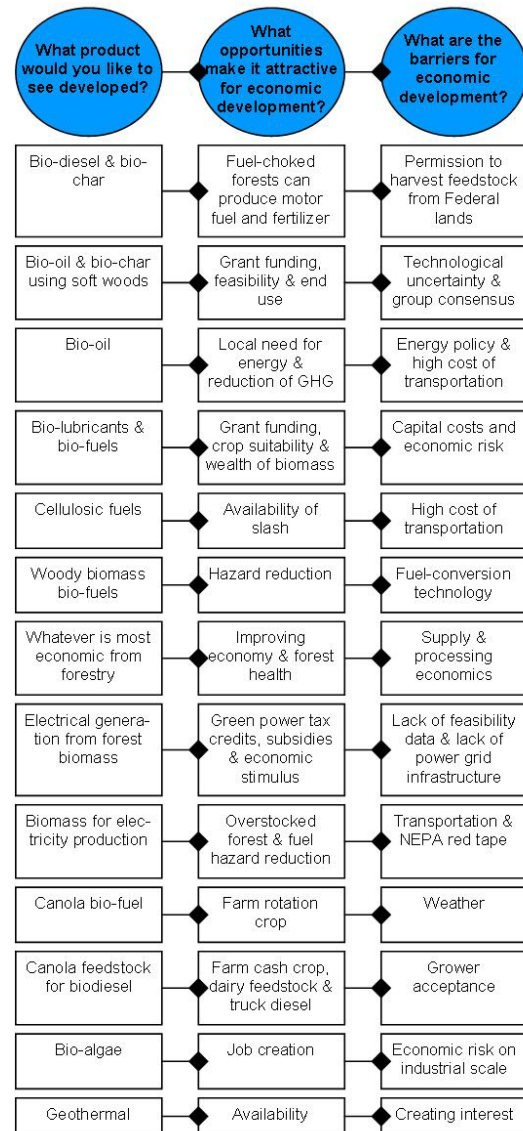 What product
would you like to
see developed?
What
opportunities
make it attractive
for economic
development?
What are the
barriers for
economic
development?
Bio-diesel & bio-
char
Fuel-choked
forests can
produce motor
fuel and fertilizer
Permission to
harvest feedstock
from Federal
lands
Bio-oil & bio-char
using soft woods
Grant funding,
feasibility & end
use
Technological
uncertainty &
group consensus
Bio-oil
Local need for
energy &
reduction of GHG
Energy policy &
high cost of
transportation
Bio-lubricants &
bio-fuels
Grant funding,
crop suitability &
wealth of biomass
Capital costs and
economic risk
Cellulosic fuels
Availability of
slash
High cost of
transportation
Woody biomass
bio-fuels
Hazard reduction
Fuel-conversion
technology
Whatever is most
economic from
forestry
Improving
economy & forest
health
Supply &
processing
economics
Electrical genera-
tion from forest
biomass
Green power tax
credits, subsidies
& economic
stimulus
Lack of feasibility
data & lack of
power grid
infrastructure
Biomass for elec-
tricity production
Overstocked
forest & fuel
hazard reduction
Transportation &
NEPA red tape
Canola bio-fuel
Farm rotation
crop
Weather
Canola feedstock
for biodiesel
Farm cash crop,
dairy feedstock &
truck diesel
Grower
acceptance
Bio-algae
Job creation
Economic risk on
industrial scale
Geothermal
Availability
Creating interest